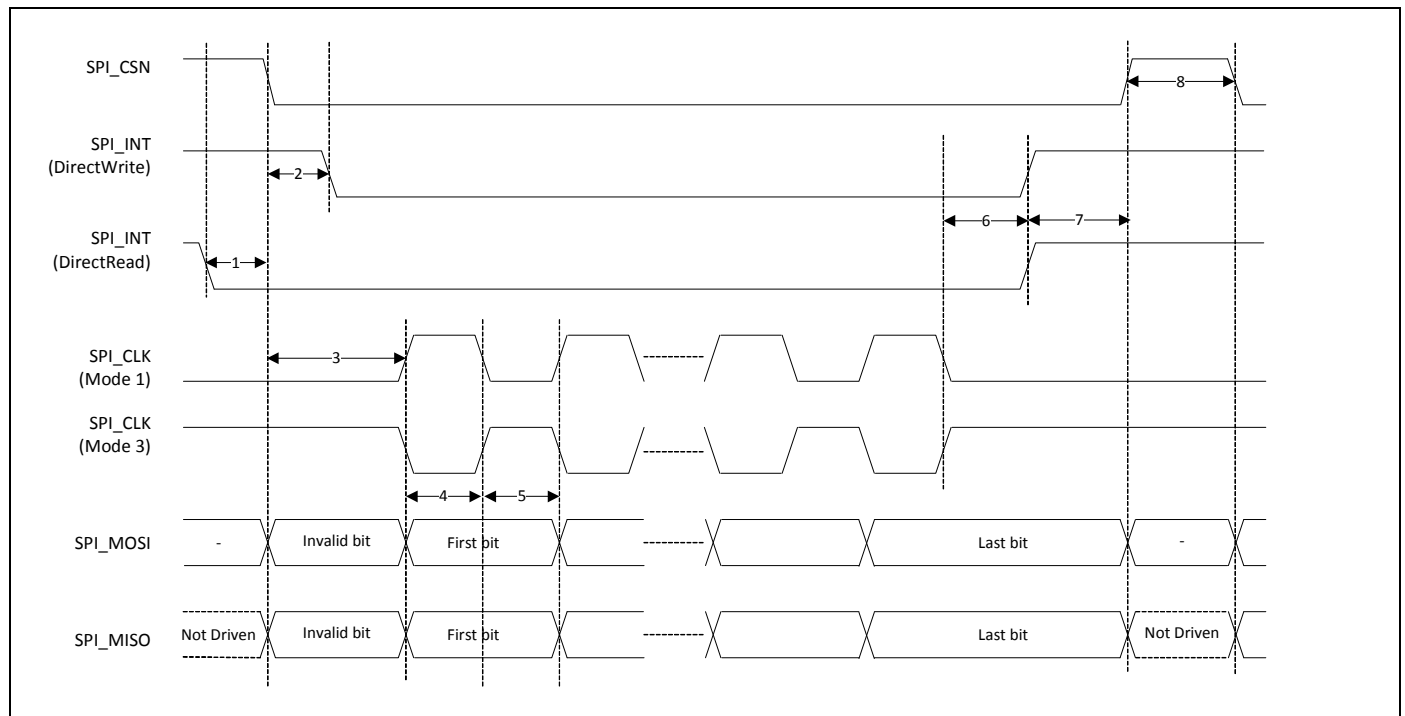 SPI_CSN
8
SPI_INT
(DirectWrite)
2
6
7
SPI_INT
(DirectRead)
1
SPI_CLK
(Mode 1)
3
SPI_CLK
(Mode 3)
4
5
SPI_MOSI
-
Invalid bit
First bit
Last bit
-
SPI_MISO
Not Driven
Invalid bit
First bit
Last bit
Not Driven